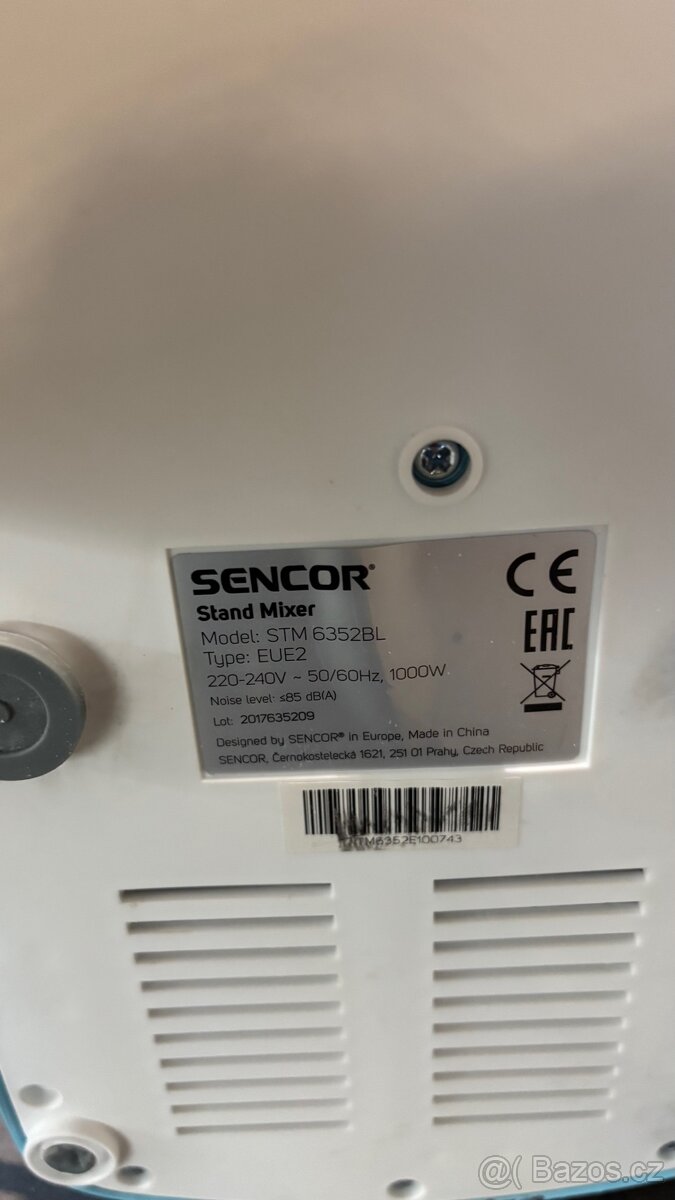 SENCOR®
Stand Mixer
Model: STM 6352BL
Type: EUE2
220-240V ~ 50/60Hz, 1000W
Noise level: ≤85 dB(A)
Lot: 2017635209
Designed by SENCOR® in Europe, Made in China
SENCOR, Černokostelecká 1621, 251 01 Prahy, Czech Republic
CE
EAC
@( Bazos.cz